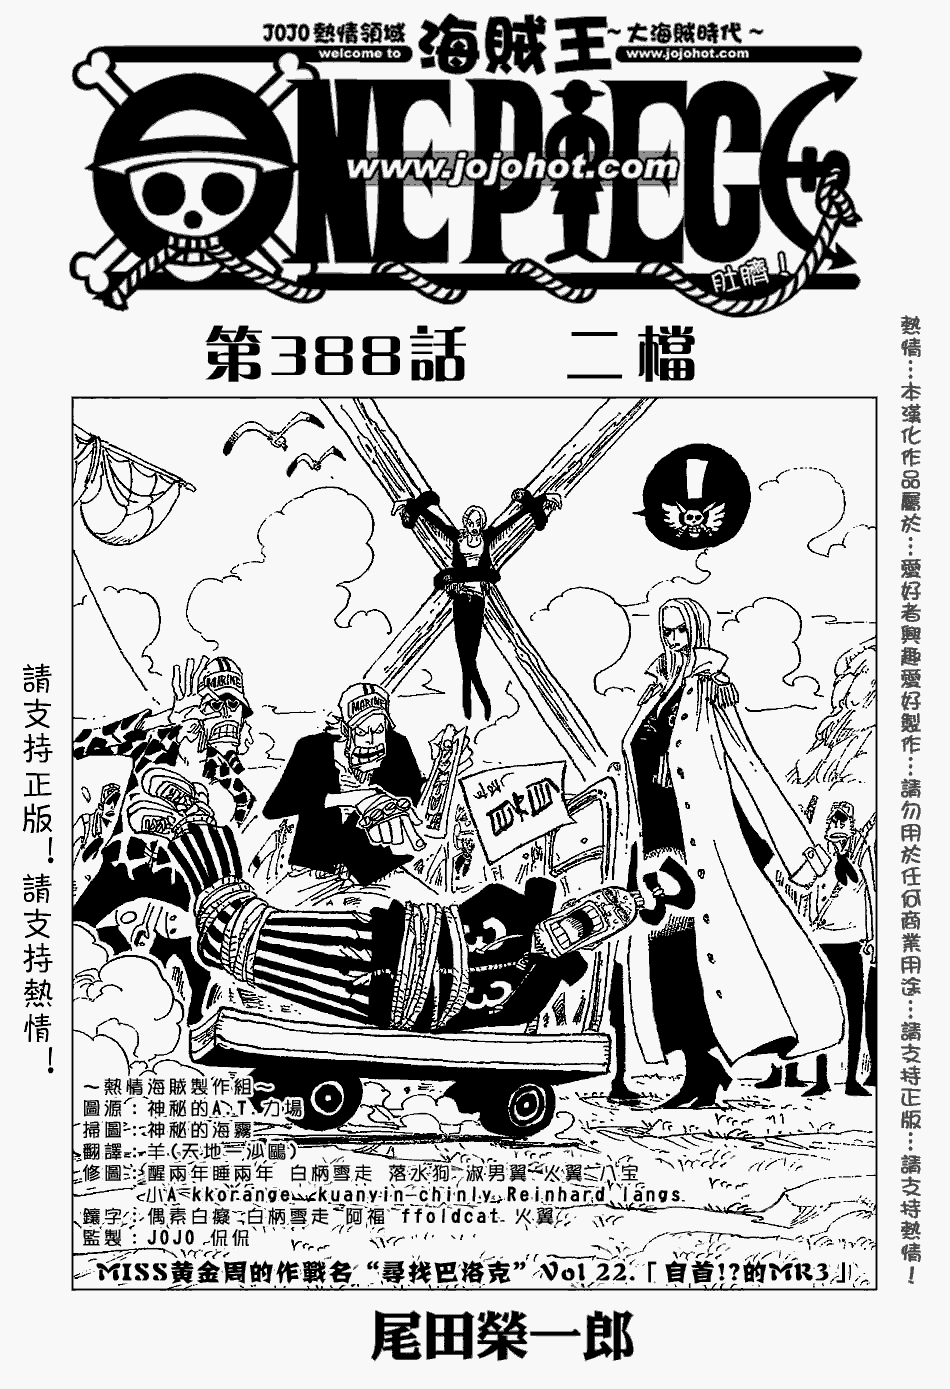 JOJO熱情領域 海賊王 ~大海賊時代~
welcome to www.jojohot.com
ONE PIECE
www.jojohot.com
肚臍!
第388話 二檔
熱情…本漢化作品屬於…愛好者興趣愛好製作…請勿用於任何商業用途…請支持正版…請支持熱情!
請支持正版!請支持熱情!
MARINE
MARINE
~熱情海賊製作組~
圖源:神秘的A.T.力場
掃圖:神秘的海霧
翻譯:羊(天地一沙鷗)
修圖:醒兩年睡兩年 白柄雪走 落水狗 淑男翼 火翼 八宝
小A kkorange kuanyin chinly Reinhard langs
鑲字:偶素白癡 白柄雪走 阿福 ffoldcat 火翼
監製:JOJO 侃侃
MISS黃金周的作戰名“尋找巴洛克” Vol 22.「自首!?的MR3」
尾田榮一郎